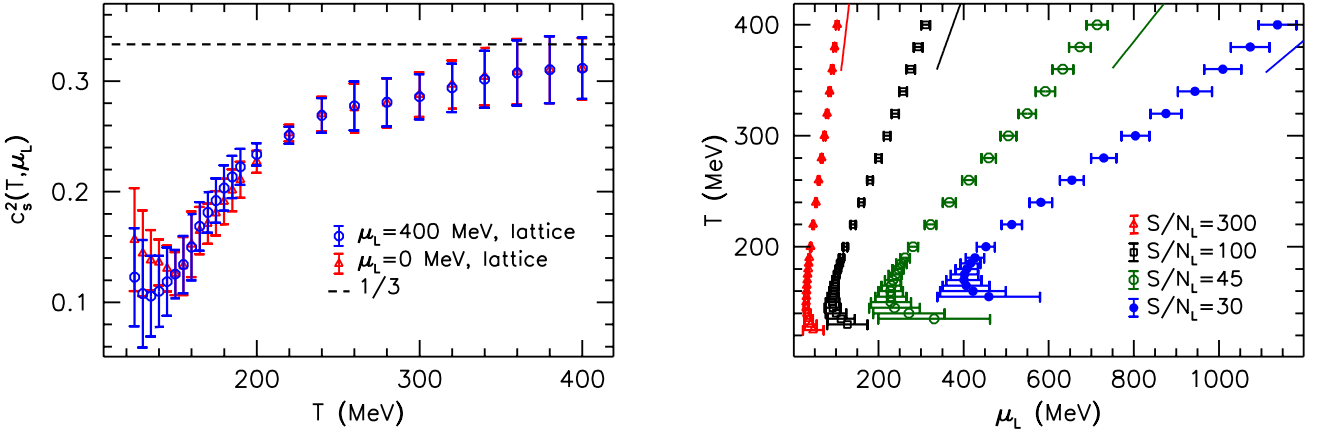 0.3
0.2
0.1
c_s^2(T,μ_L)
μ_L=400 MeV, lattice
μ_L=0 MeV, lattice
1/3
200
300
400
T (MeV)
400
300
200
T (MeV)
S/N_L=300
S/N_L=100
S/N_L=45
S/N_L=30
200
400
600
800
1000
μ_L (MeV)